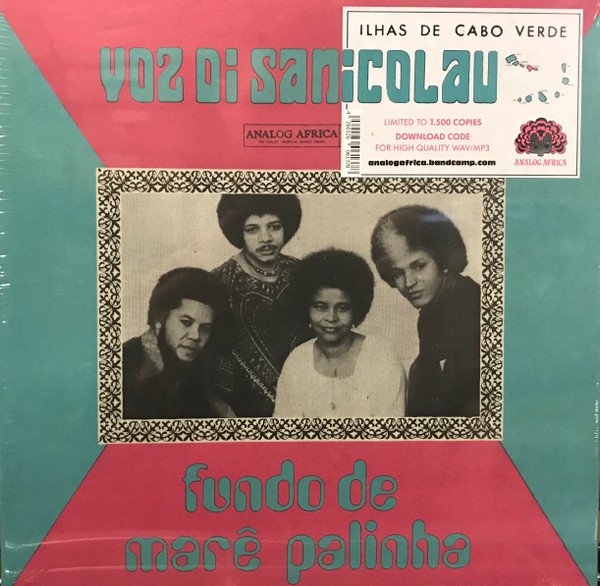 VOZ DI SANICOLAU
ILHAS DE CABO VERDE
LIMITED TO 1,500 COPIES
DOWNLOAD CODE
FOR HIGH QUALITY WAV/MP3
analogafrica.bandcamp.com
ANALOG AFRICA
ANALOG AFRICA
fundo de
marê palinha